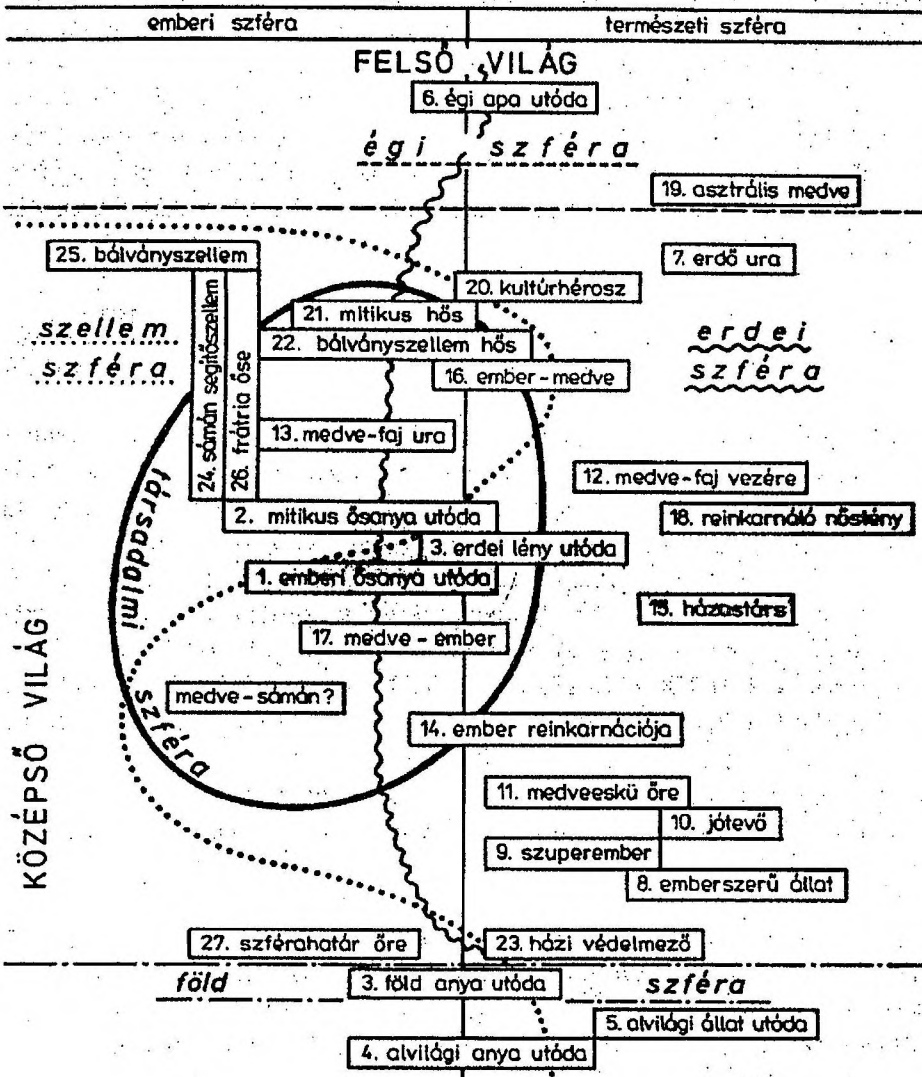 emberi szféra
természeti szféra
FELSŐ VILÁG
6. égi apa utóda
égi szféra
19. asztrális medve
25. bálványszellem
7. erdő ura
20. kultúrhérosz
21. mitikus hős
szellem
szféra
22. bálványszellem hős
erdei
szféra
16. ember-medve
24. sámán segítőszellem
26. frátria őse
13. medve-faj ura
12. medve-faj vezére
2. mitikus ősanya utóda
18. reinkarnáló nőstény
3. erdei lény utóda
társadalmi
szféra
1. emberi ősanya utóda
15. házastárs
17. medve-ember
KÖZÉPSŐ VILÁG
medve-sámán?
14. ember reinkarnációja
11. medveeskü őre
10. jótevő
9. szuperember
8. emberszerű állat
27. szférahatár őre
23. házi védelmező
föld szféra
3. föld anya utóda
5. alvilági állat utóda
4. alvilági anya utóda